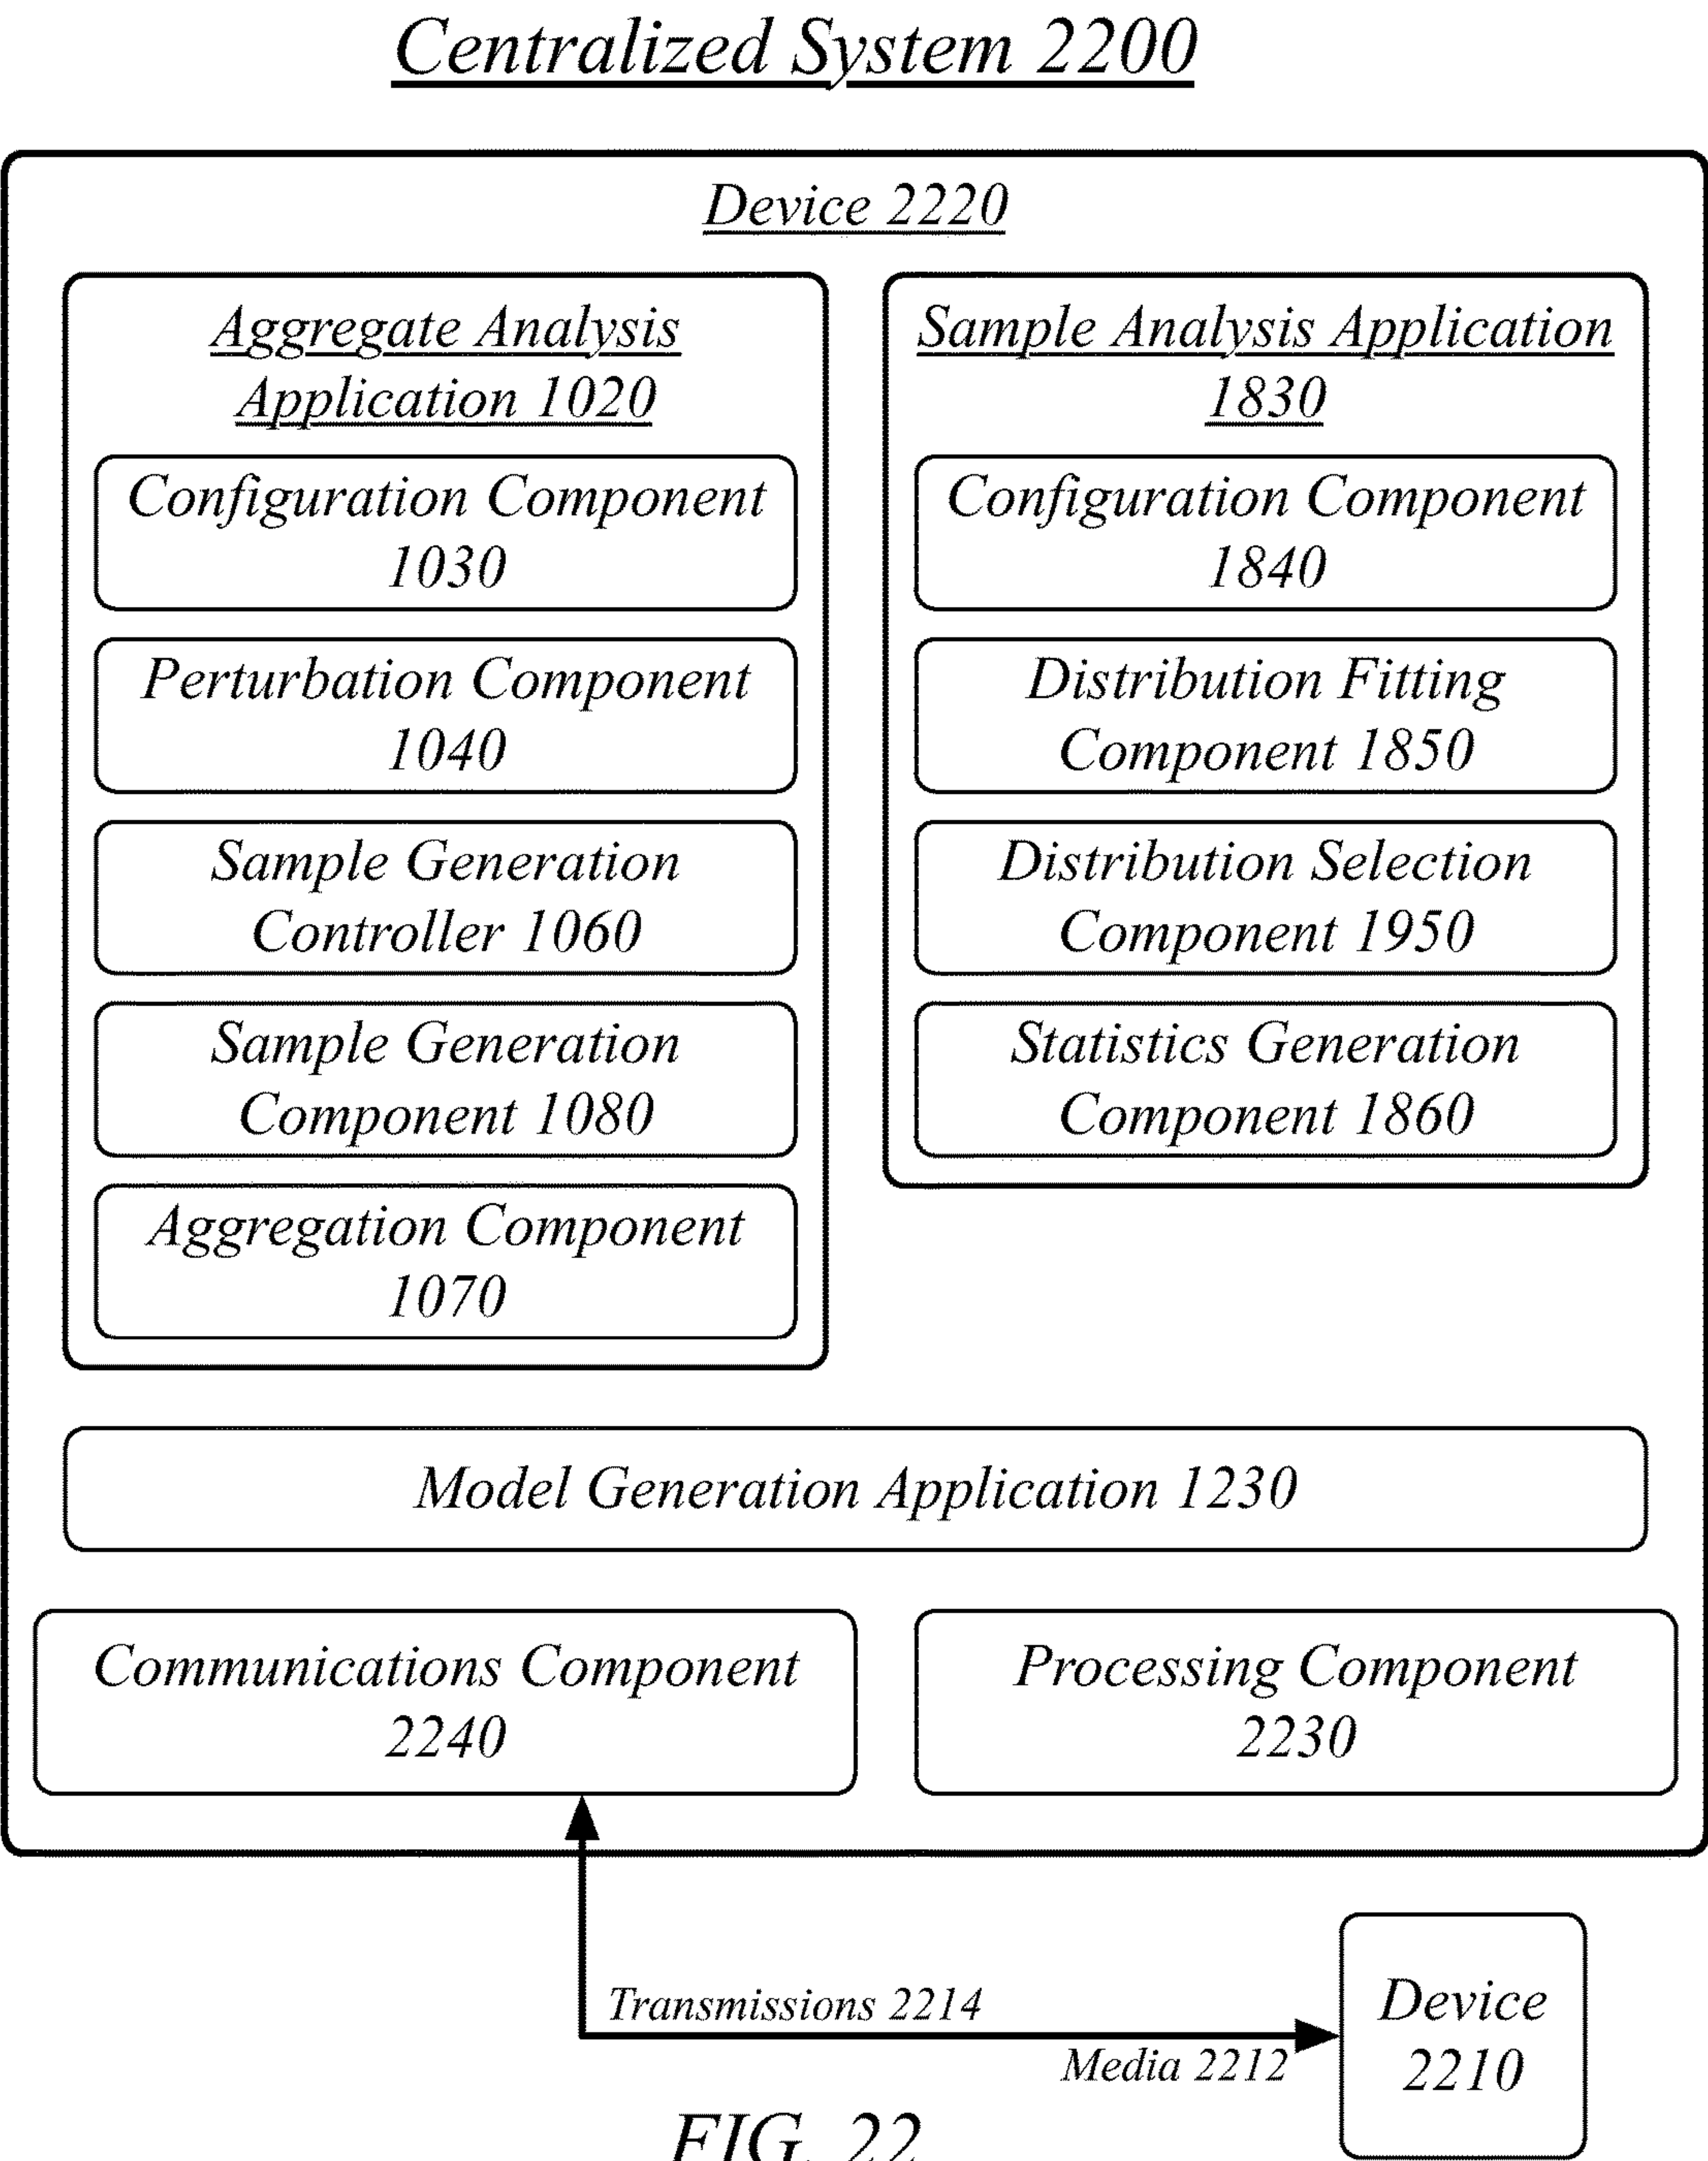 Centralized System 2200
Device 2220
Aggregate Analysis
Application 1020
Configuration Component
1030
Perturbation Component
1040
Sample Generation
Controller 1060
Sample Generation
Component 1080
Aggregation Component
1070
Sample Analysis Application
1830
Configuration Component
1840
Distribution Fitting
Component 1850
Distribution Selection
Component 1950
Statistics Generation
Component 1860
Model Generation Application 1230
Communications Component
2240
Processing Component
2230
Transmissions 2214
Media 2212
Device
2210
FIG. 22